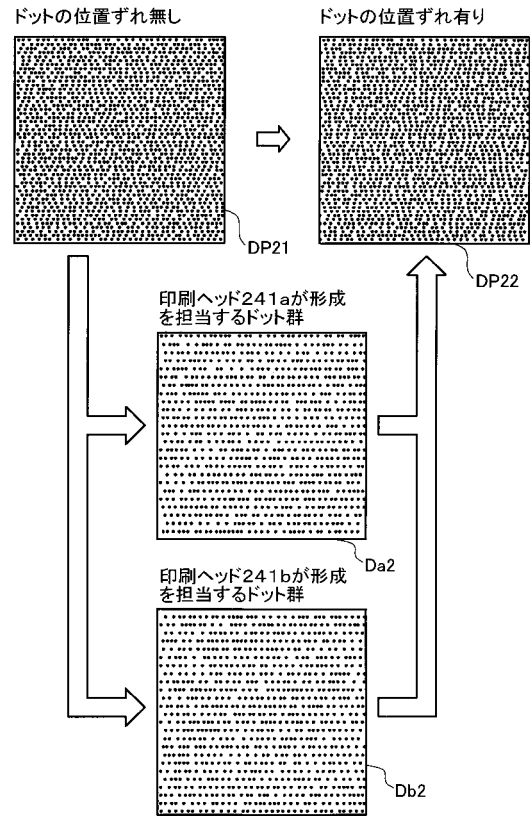 ドットの位置ずれ無し
ドットの位置ずれ有り
DP21
DP22
印刷ヘッド241aが形成
を担当するドット群
Da2
印刷ヘッド241bが形成
を担当するドット群
Db2